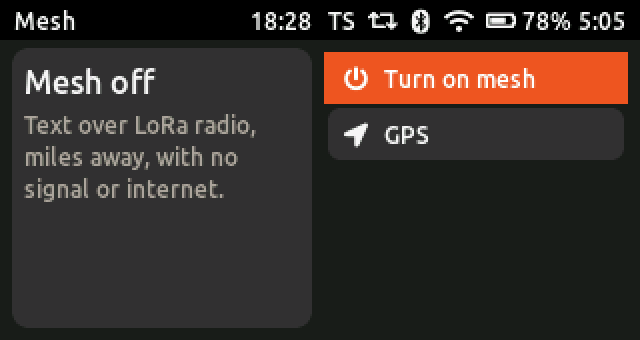 Mesh 18:28 TS 78% 5:05
Mesh off
Text over LoRa radio,
miles away, with no
signal or internet.
Turn on mesh
GPS